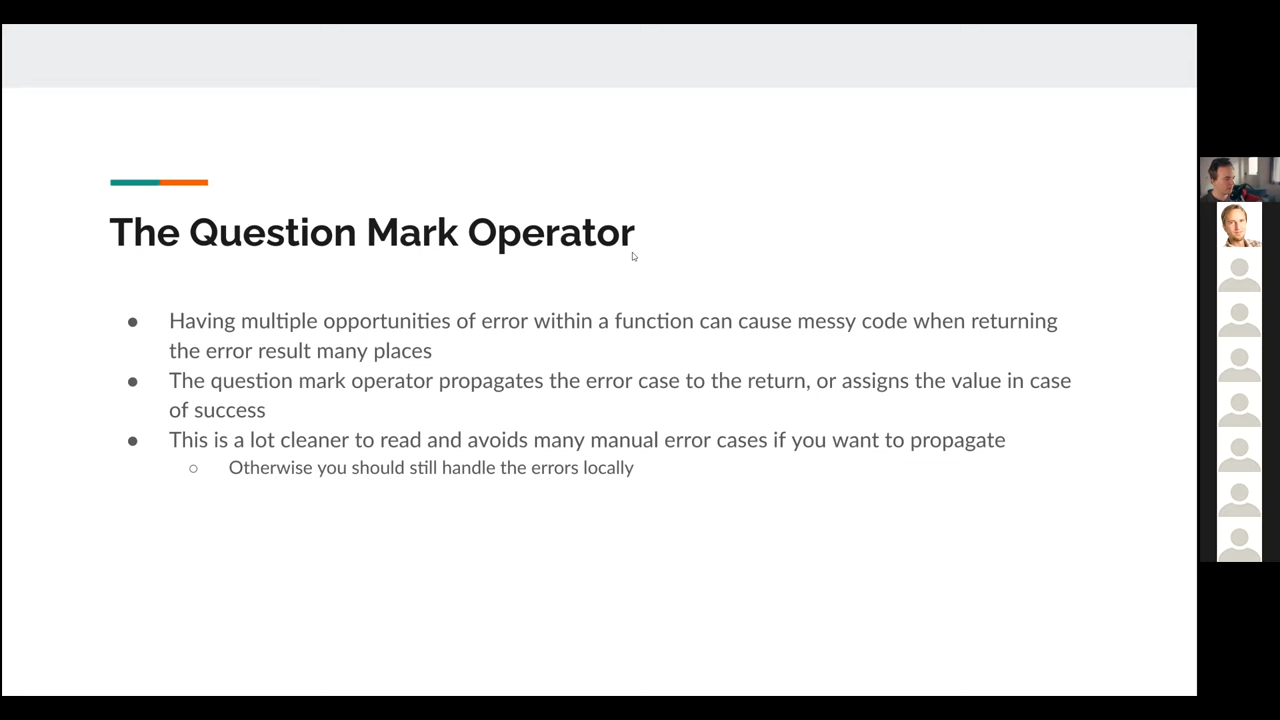 The Question Mark Operator
● Having multiple opportunities of error within a function can cause messy code when returning
the error result many places
● The question mark operator propagates the error case to the return, or assigns the value in case
of success
● This is a lot cleaner to read and avoids many manual error cases if you want to propagate
○ Otherwise you should still handle the errors locally